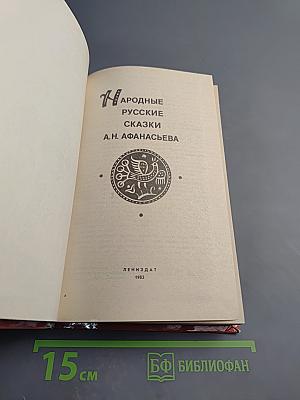 НАРОДНЫЕ
РУССКИЕ
СКАЗКИ
А.Н. АФАНАСЬЕВА
ЛЕНИЗДАТ
1983
15 см
БФ БИБЛИОФАН